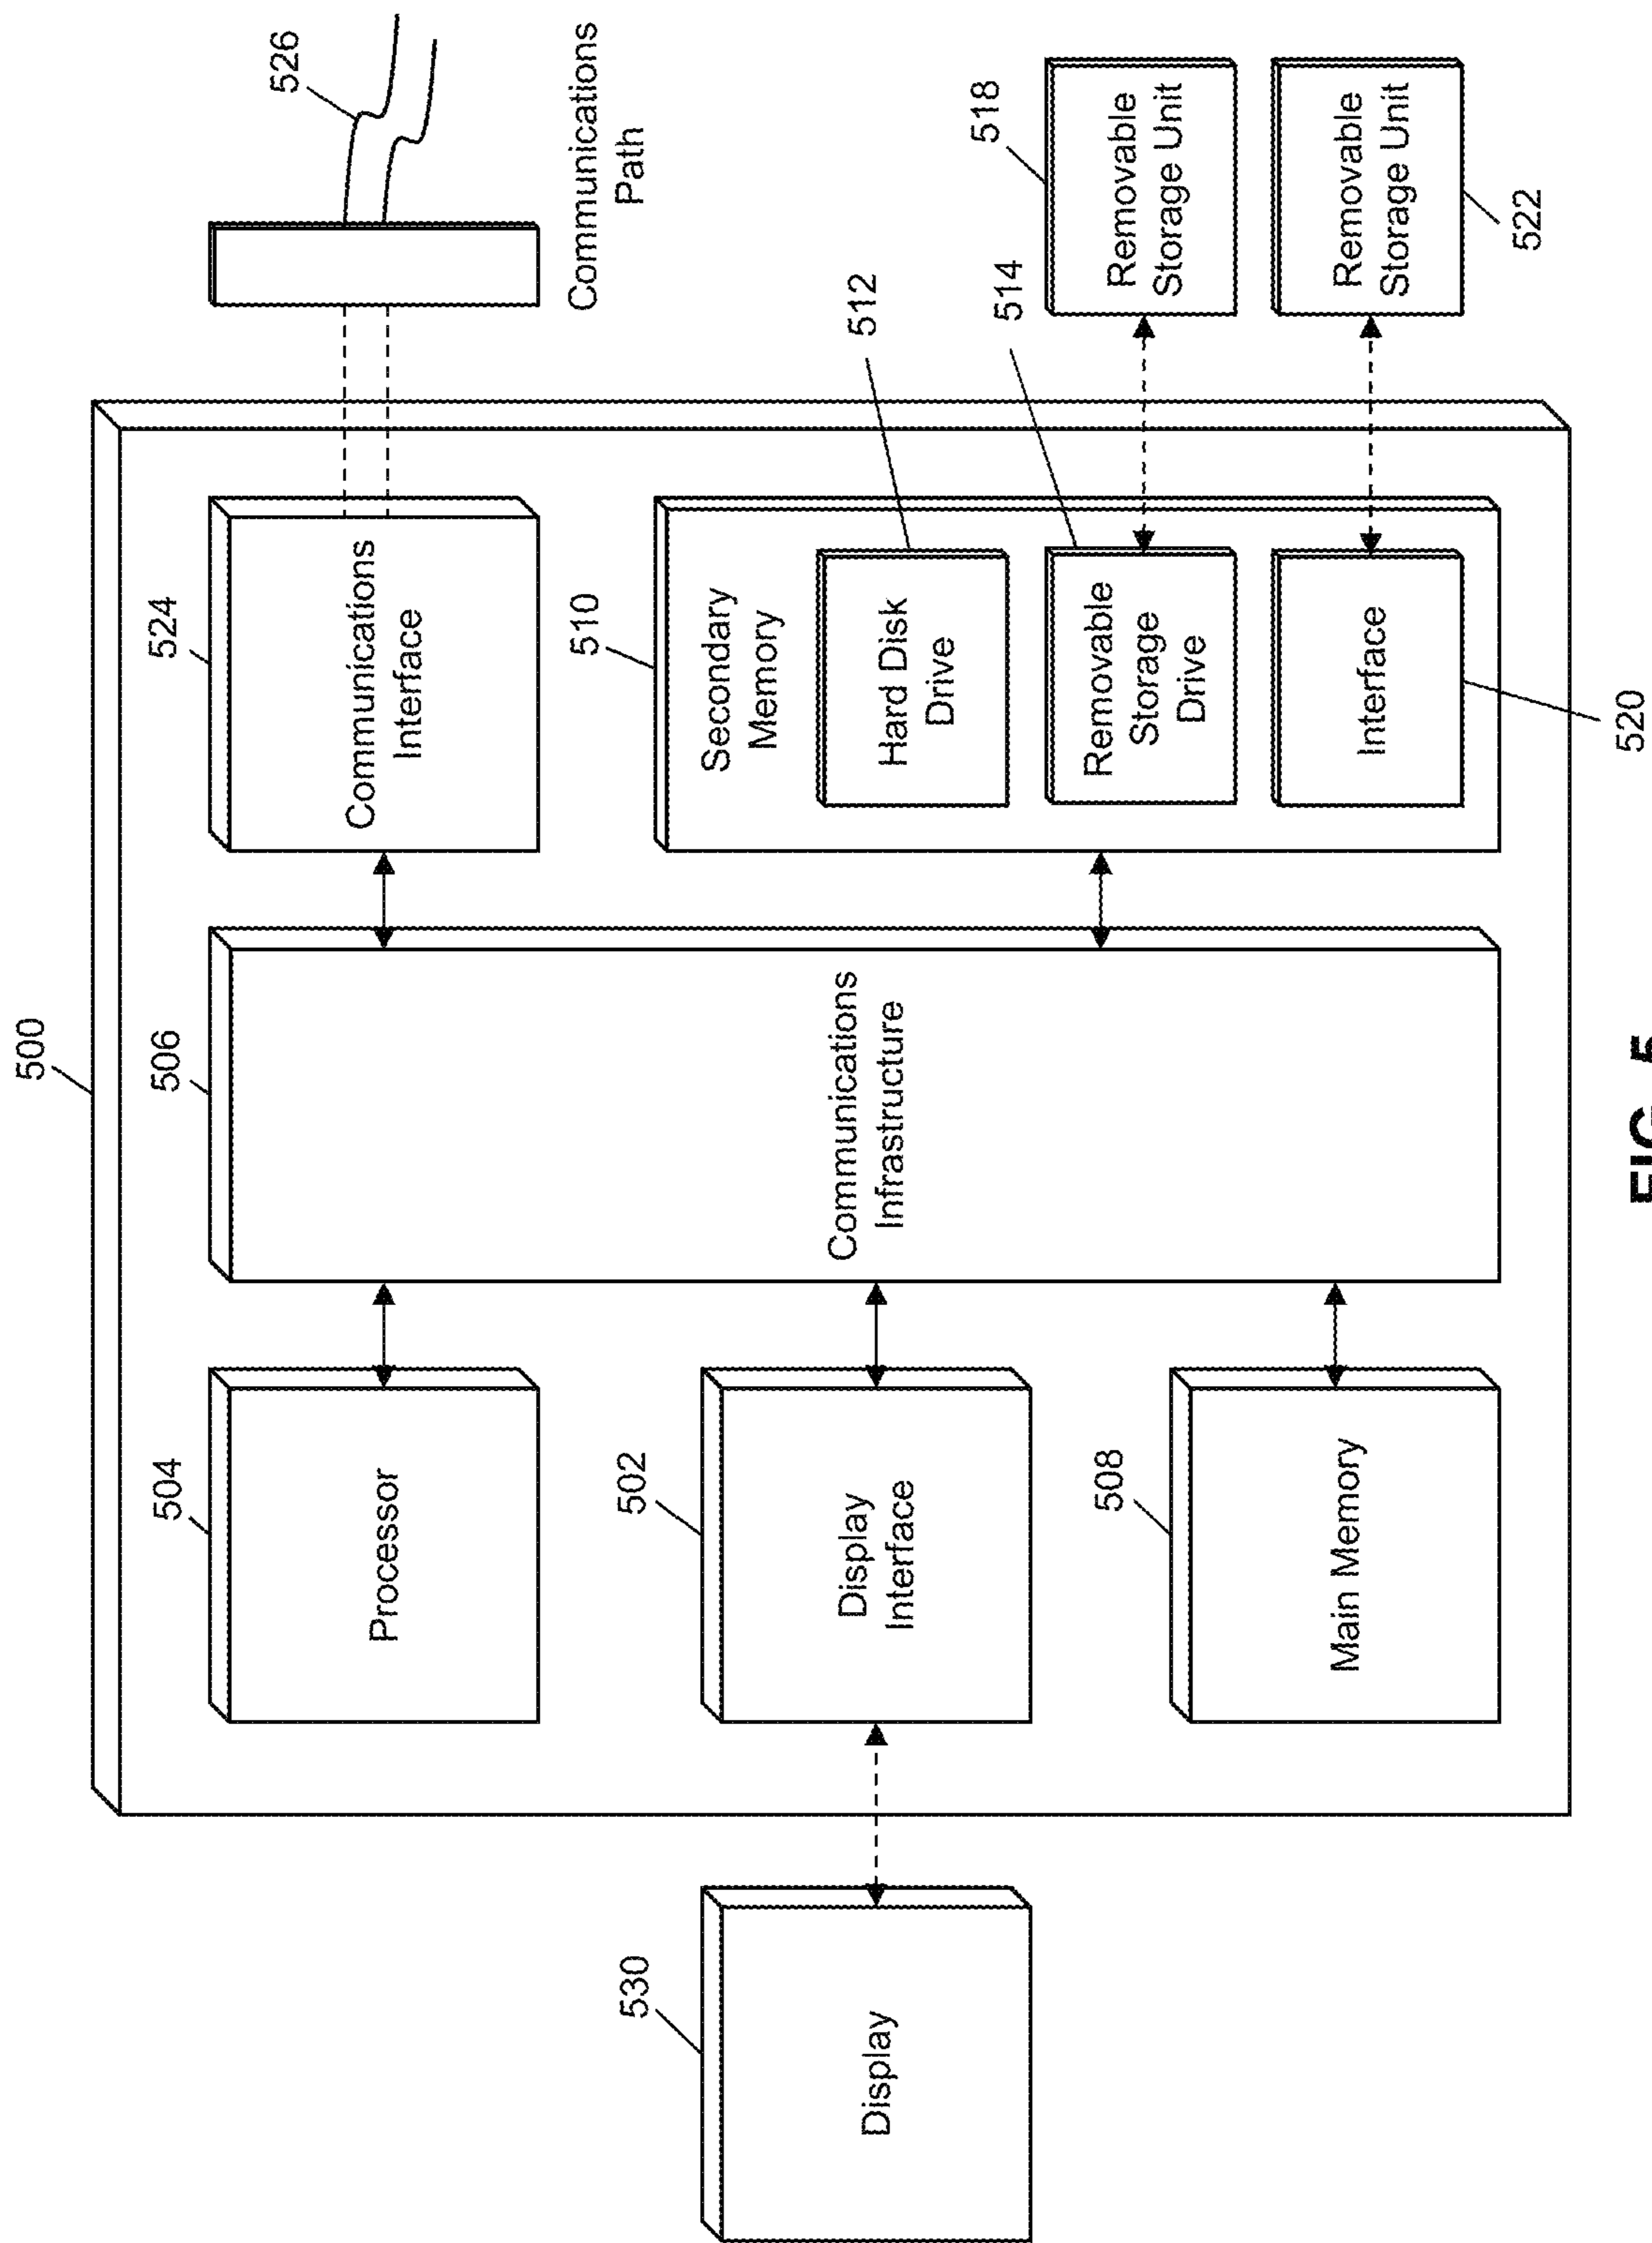 500
526
524
506
504
Communications
Interface
Processor
Communications
Path
530
502
510
Display
Display
Interface
Communications
Infrastructure
Secondary
Memory
512
Hard Disk
Drive
514
518
508
Removable
Storage
Drive
Removable
Storage Unit
Main Memory
Interface
Removable
Storage Unit
520
522
FIG. 5